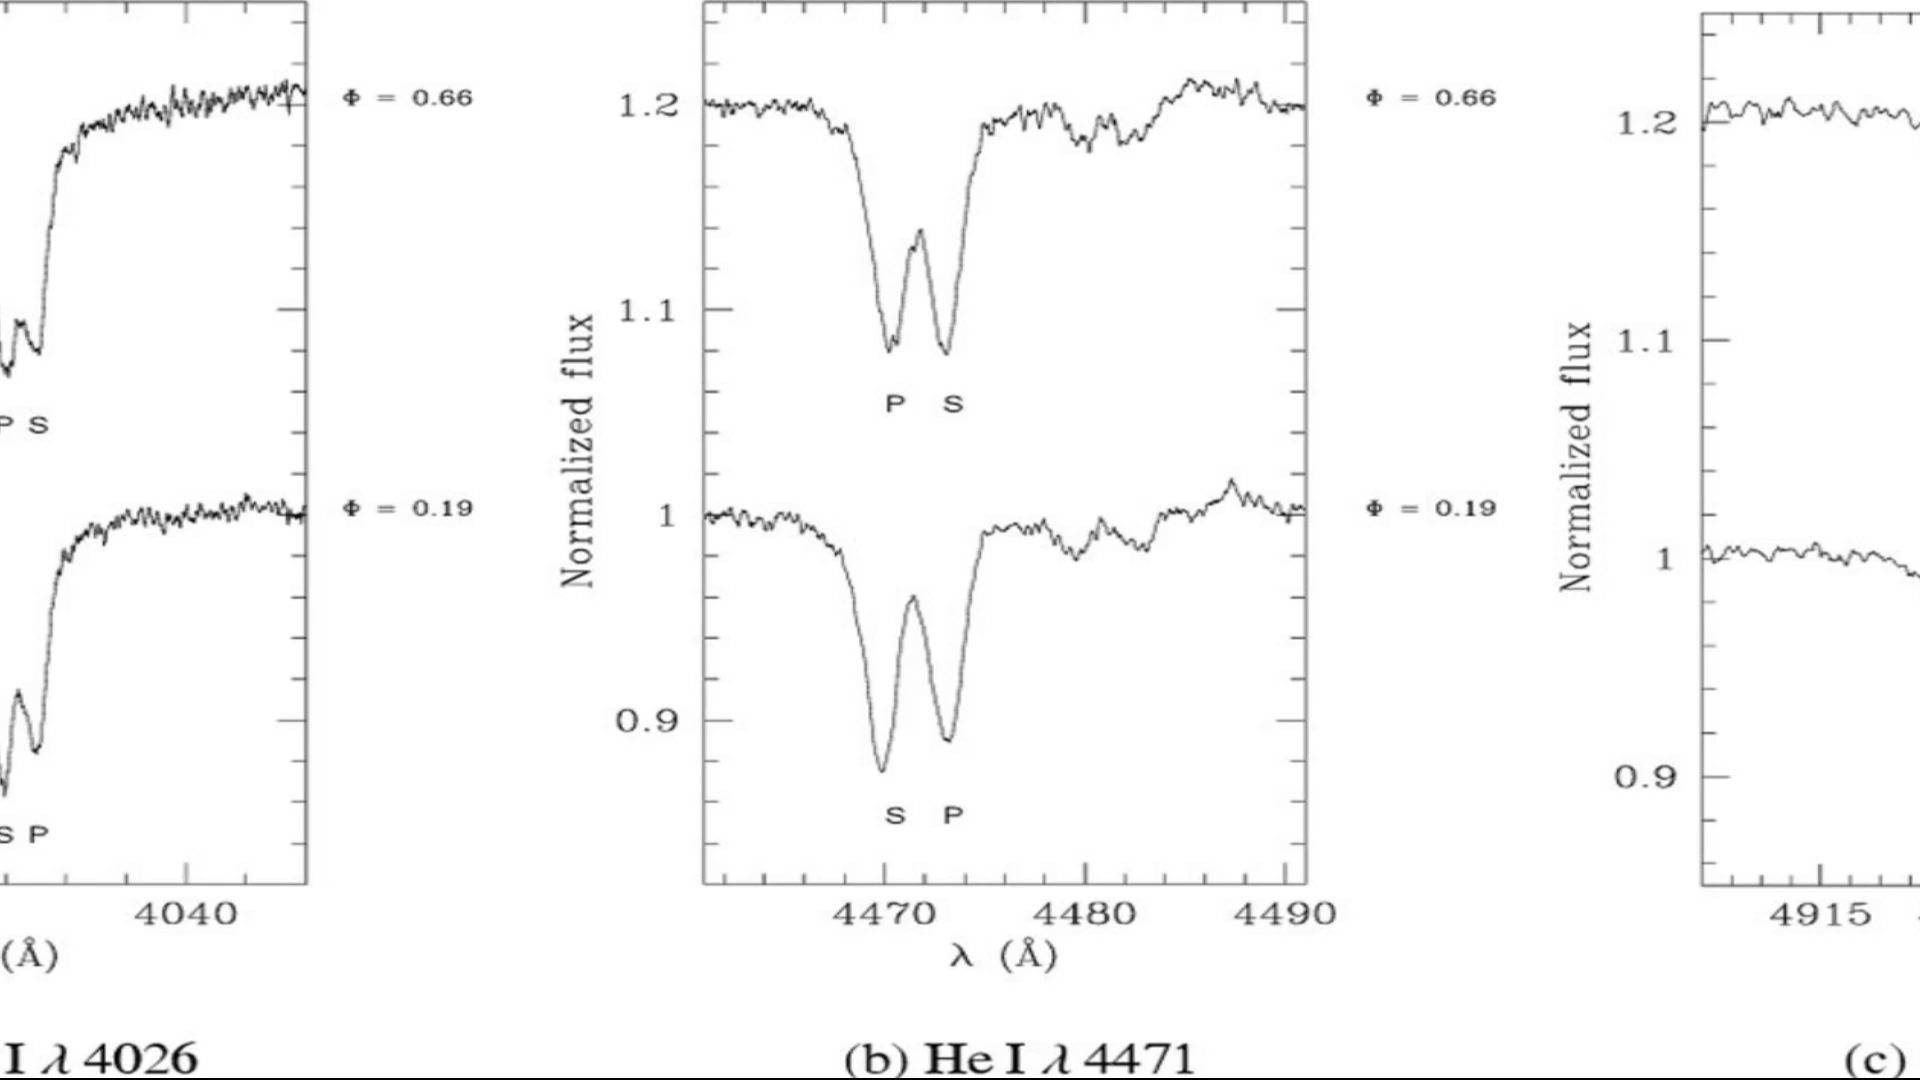 Φ = 0.66
P S
Φ = 0.19
S P
4040
(Å)
I λ 4026
Normalized flux
1.2
1.1
1
0.9
Φ = 0.66
P S
Φ = 0.19
S P
4470 4480 4490
λ (Å)
(b) He I λ 4471
Normalized flux
1.2
1.1
1
0.9
4915
(c)